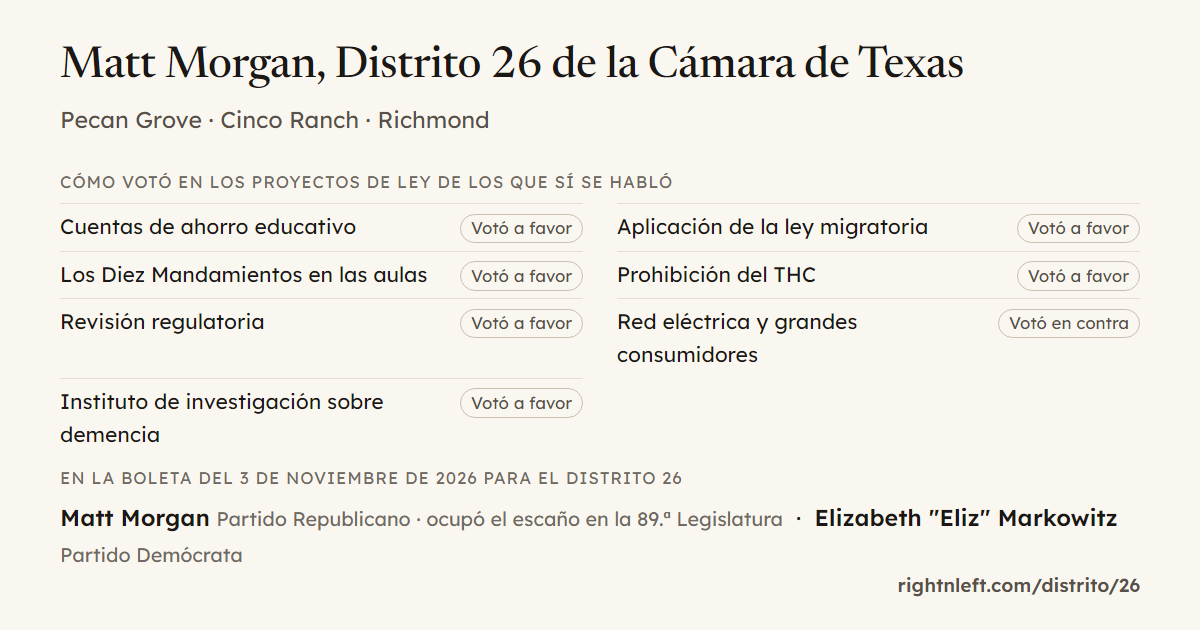 Matt Morgan, Distrito 26 de la Cámara de Texas
Pecan Grove · Cinco Ranch · Richmond
CÓMO VOTÓ EN LOS PROYECTOS DE LEY DE LOS QUE SÍ SE HABLÓ
Cuentas de ahorro educativo Votó a favor
Aplicación de la ley migratoria Votó a favor
Los Diez Mandamientos en las aulas Votó a favor
Prohibición del THC Votó a favor
Revisión regulatoria Votó a favor
Red eléctrica y grandes Votó en contra
consumidores
Instituto de investigación sobre Votó a favor
demencia
EN LA BOLETA DEL 3 DE NOVIEMBRE DE 2026 PARA EL DISTRITO 26
Matt Morgan Partido Republicano · ocupó el escaño en la 89.ª Legislatura · Elizabeth "Eliz" Markowitz
Partido Demócrata
rightnleft.com/distrito/26